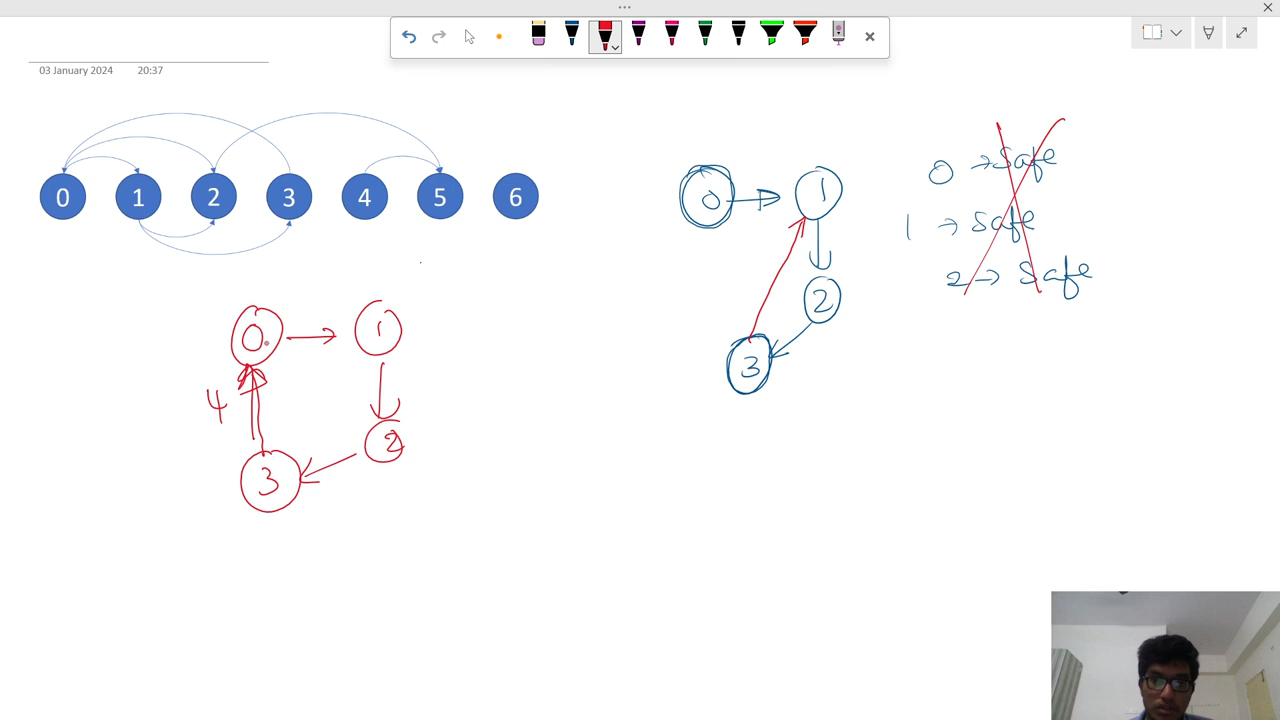 03 January 2024 20:37
0 1 2 3 4 5 6
0 → 1
2
3
0 → Safe
1 → Safe
2 → Safe
0 → 1
4
2
3